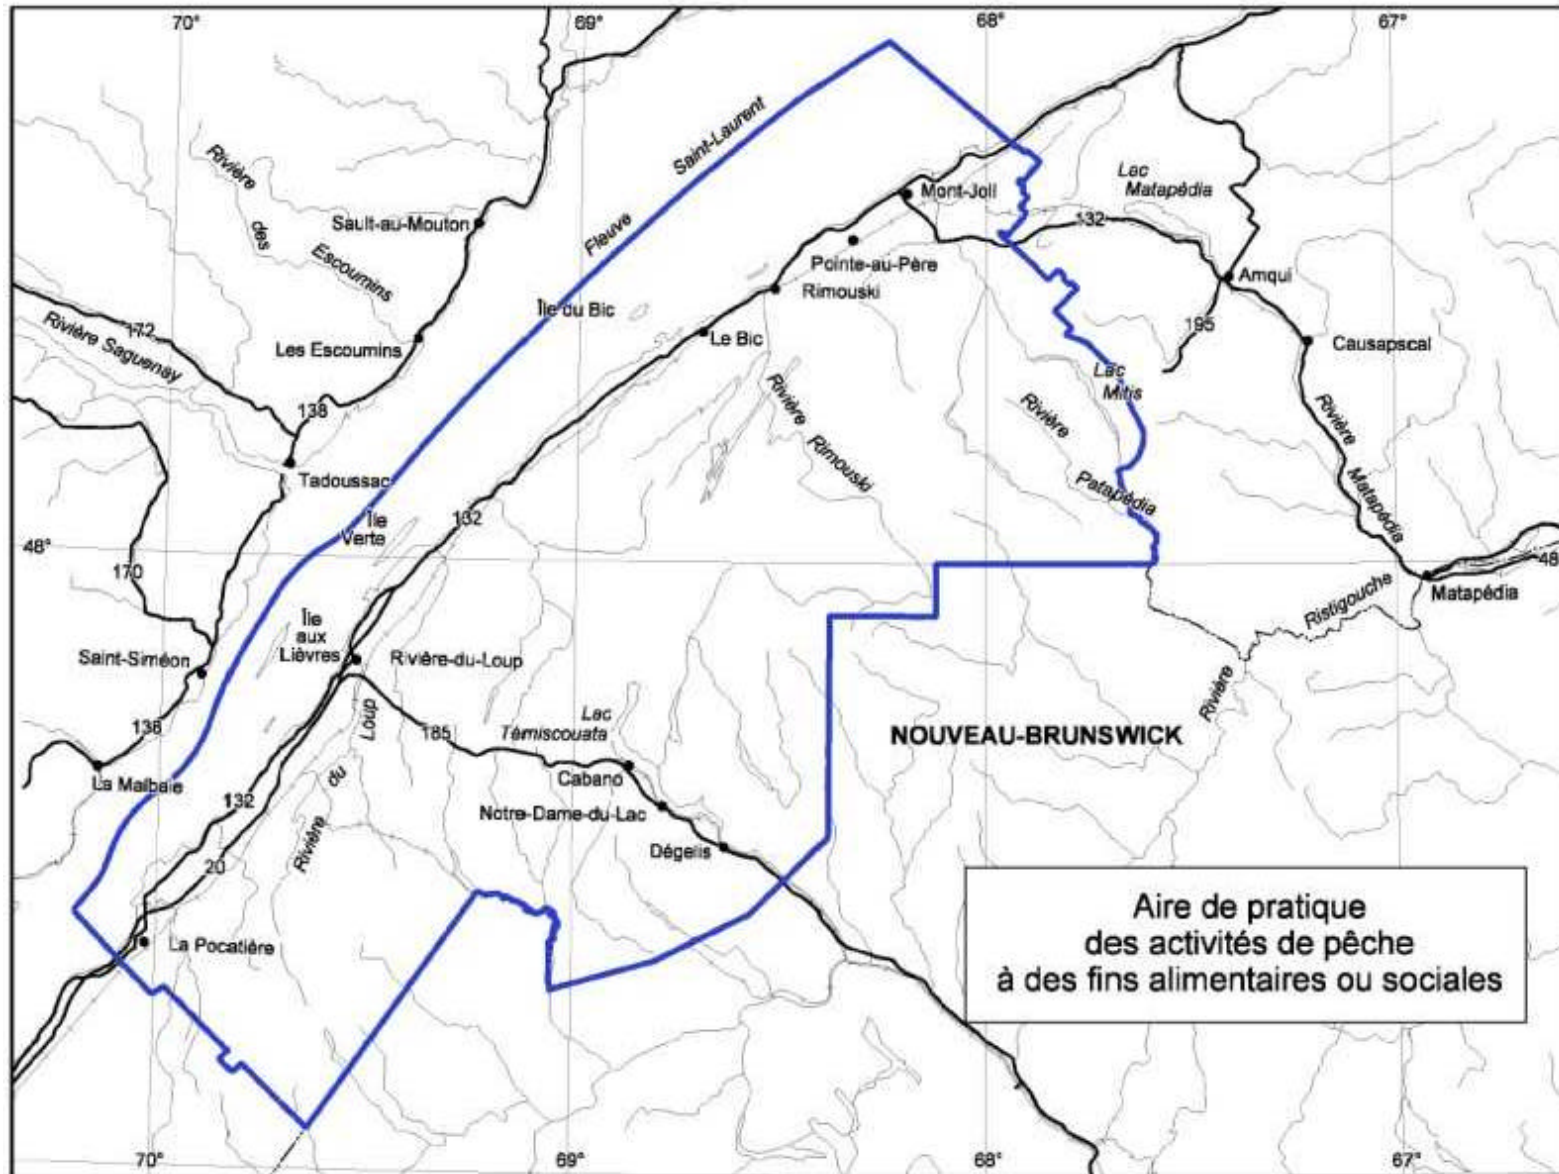 70°
69°
68°
67°
Saint-Laurent
Fleuve
Rivière
des
Escoumins
Sault-au-Mouton
Mont-Joli
Lac
Matapédia
132
Pointe-au-Père
Rimouski
Amqui
Île du Bic
172
Rivière Saguenay
Les Escoumins
Le Bic
195
Causapscal
Lac
Mitis
138
Rivière
Rimouski
Rivière
Patapédia
Rivière
Matapédia
Tadoussac
Île
Verte
132
48°
48°
170
Matapédia
Ristigouche
Rivière
Île
aux
Lièvres
Saint-Siméon
Rivière-du-Loup
Lac
Témiscouata
NOUVEAU-BRUNSWICK
138
185
Rivière
du
Loup
La Malbaie
Cabano
132
Notre-Dame-du-Lac
Dégelis
20
La Pocatière
Aire de pratique
des activités de pêche
à des fins alimentaires ou sociales
70°
69°
68°
67°